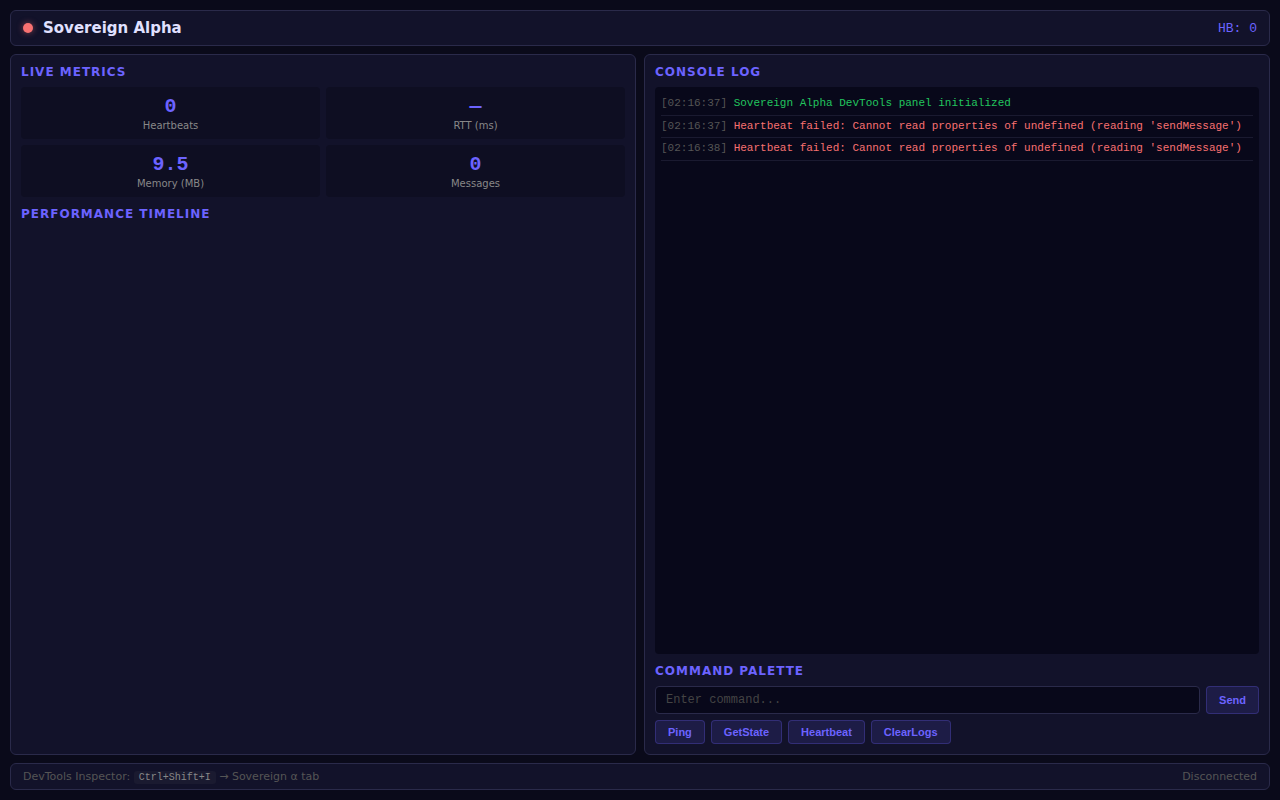 Sovereign Alpha
HB: 0
LIVE METRICS
0
Heartbeats
—
RTT (ms)
9.5
Memory (MB)
0
Messages
PERFORMANCE TIMELINE
CONSOLE LOG
[02:16:37] Sovereign Alpha DevTools panel initialized
[02:16:37] Heartbeat failed: Cannot read properties of undefined (reading 'sendMessage')
[02:16:38] Heartbeat failed: Cannot read properties of undefined (reading 'sendMessage')
COMMAND PALETTE
Enter command...
Send
Ping
GetState
Heartbeat
ClearLogs
DevTools Inspector: Ctrl+Shift+I → Sovereign α tab
Disconnected